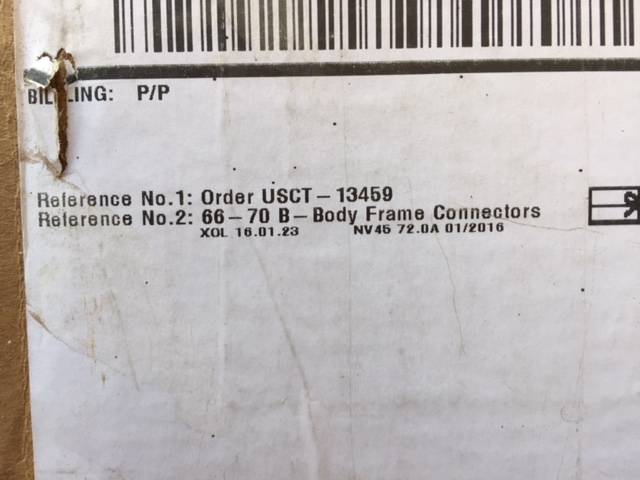 BILLING: P/P
Reference No.1: Order USCT-13459
Reference No.2: 66-70 B-Body Frame Connectors
XOL 16.01.23 NV45 72.0A 01/2016